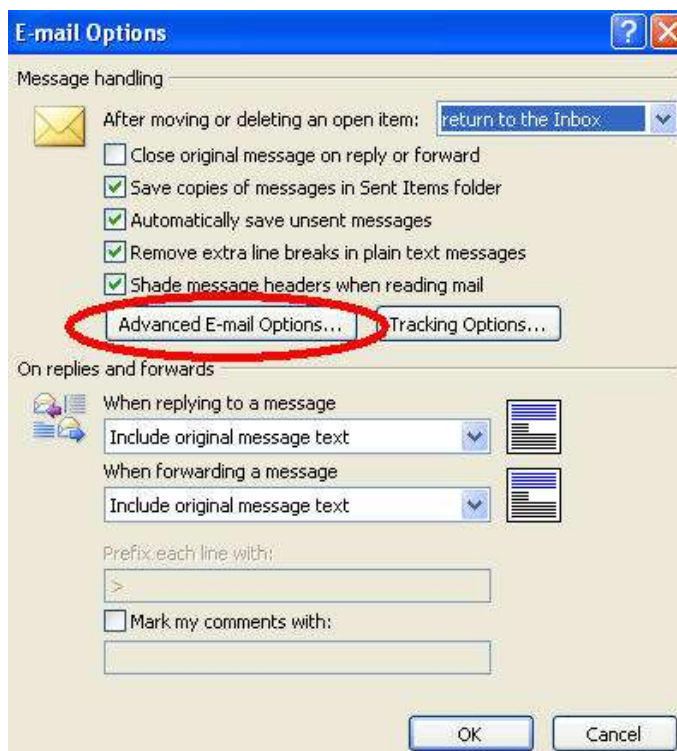 E-mail Options
Message handling
After moving or deleting an open item: return to the Inbox
Close original message on reply or forward
Save copies of messages in Sent Items folder
Automatically save unsent messages
Remove extra line breaks in plain text messages
Shade message headers when reading mail
Advanced E-mail Options... Tracking Options...
On replies and forwards
When replying to a message
Include original message text
When forwarding a message
Include original message text
Prefix each line with:
>
Mark my comments with:
OK Cancel